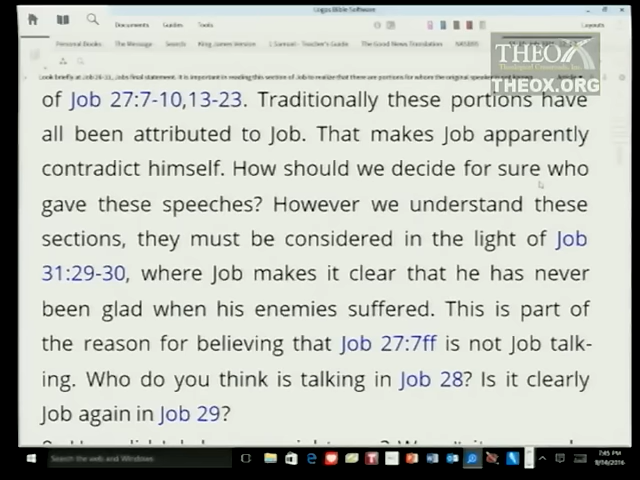 Logos Bible Software
Documents Guides Tools
Layouts
Personal Books The Message Search King James Version 1 Samuel - Teacher's Guide The Good News Translation NASB95
THEOX
THEOX.ORG
of Job 27:7-10,13-23. Traditionally these portions have
all been attributed to Job. That makes Job apparently
contradict himself. How should we decide for sure who
gave these speeches? However we understand these
sections, they must be considered in the light of Job
31:29-30, where Job makes it clear that he has never
been glad when his enemies suffered. This is part of
the reason for believing that Job 27:7ff is not Job talk-
ing. Who do you think is talking in Job 28? Is it clearly
Job again in Job 29?
Search the web and Windows
7:45 PM